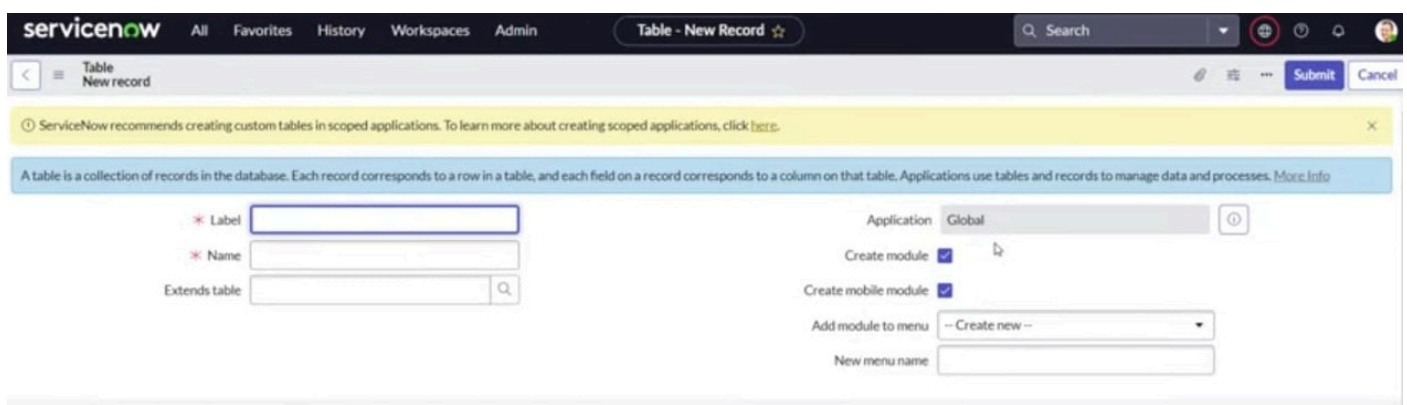 servicenow All Favorites History Workspaces Admin Table - New Record Search
Table
New record
Submit Cancel
ServiceNow recommends creating custom tables in scoped applications. To learn more about creating scoped applications, click here.
A table is a collection of records in the database. Each record corresponds to a row in a table, and each field on a record corresponds to a column on that table. Applications use tables and records to manage data and processes. More Info
Label
Application Global
Name
Create module
Extends table
Create mobile module
Add module to menu -- Create new --
New menu name